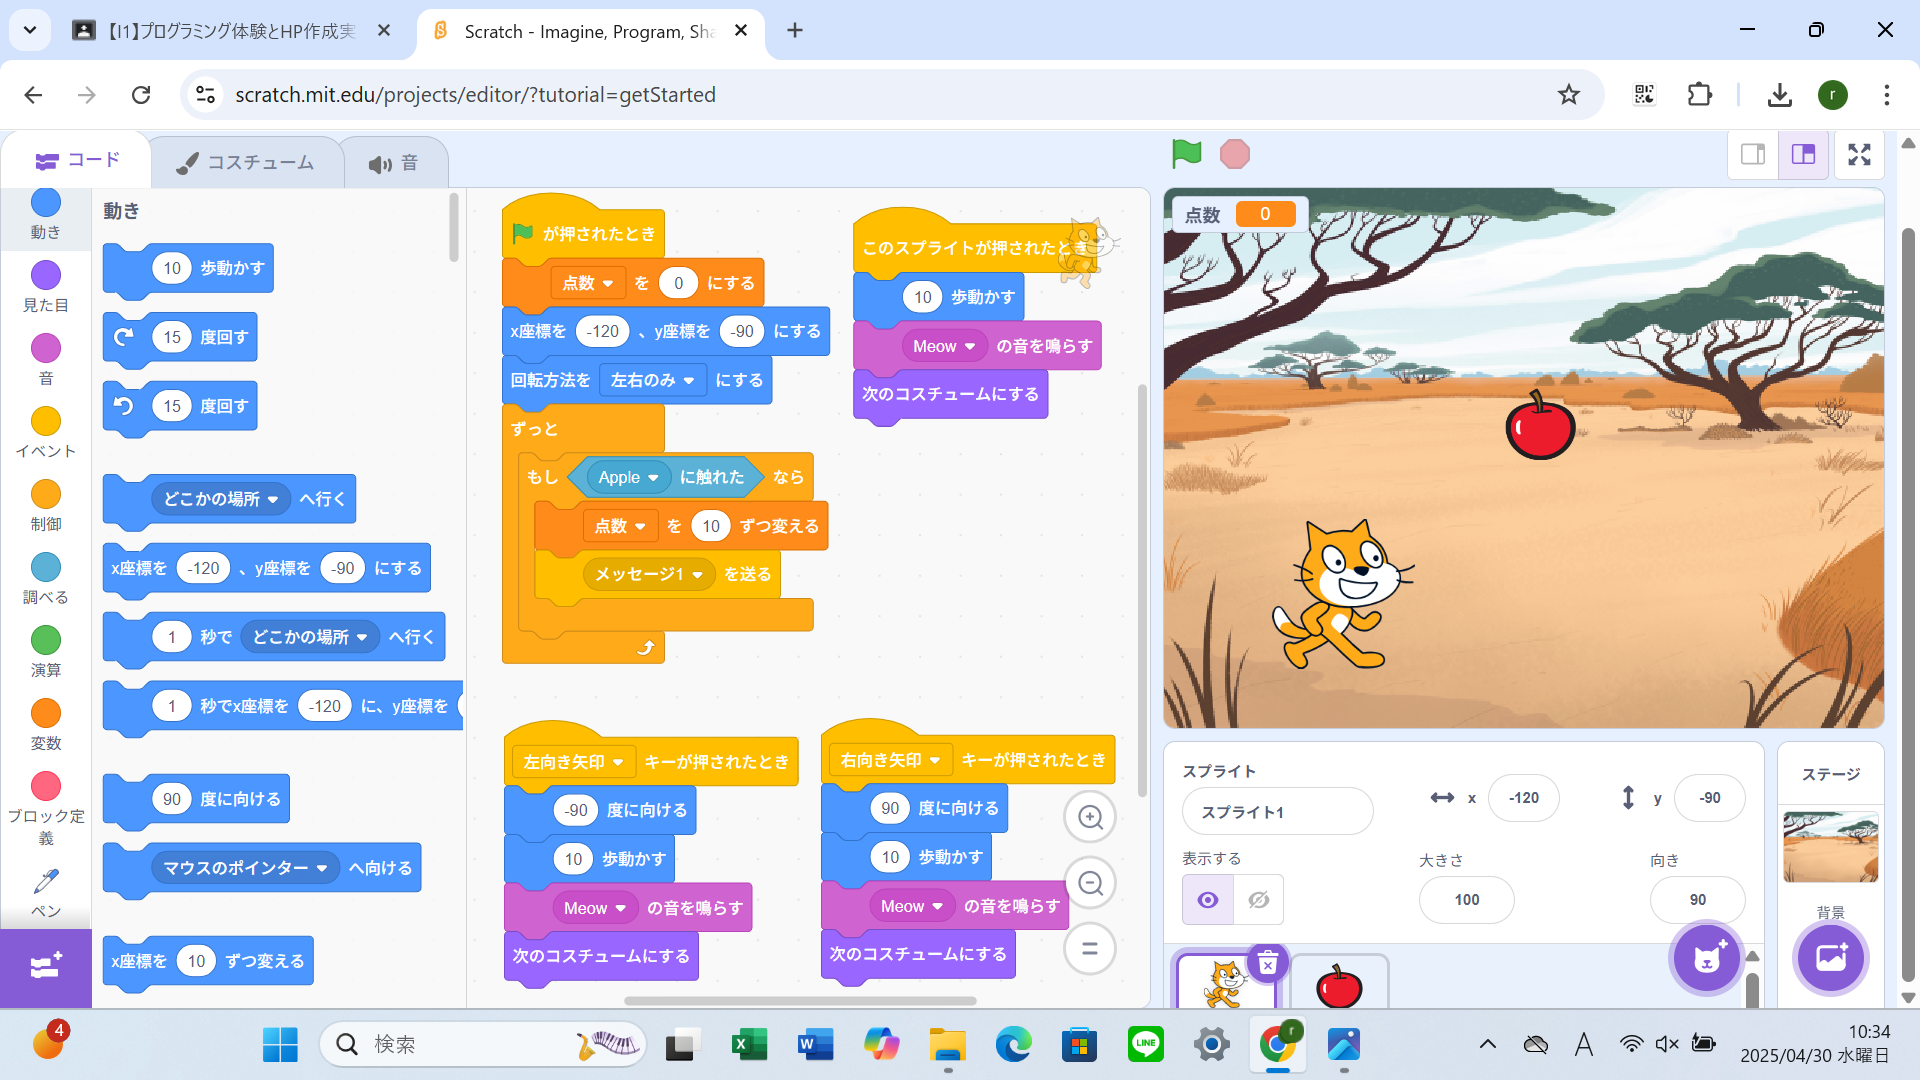 【I1】プログラミング体験とHP作成実
Scratch - Imagine, Program, Sha
scratch.mit.edu/projects/editor/?tutorial=getStarted
r
コード
コスチューム
音
動き
見た目
音
イベント
制御
調べる
演算
変数
ブロック定義
ペン
動き
10 歩動かす
15 度回す
15 度回す
どこかの場所 へ行く
x座標を -120 、y座標を -90 にする
1 秒で どこかの場所 へ行く
1 秒でx座標を -120 に、y座標を
90 度に向ける
マウスのポインター へ向ける
x座標を 10 ずつ変える
が押されたとき
点数 を 0 にする
x座標を -120 、y座標を -90 にする
回転方法を 左右のみ にする
ずっと
もし Apple に触れた なら
点数 を 10 ずつ変える
メッセージ1 を送る
このスプライトが押されたとき
10 歩動かす
Meow の音を鳴らす
次のコスチュームにする
左向き矢印 キーが押されたとき
-90 度に向ける
10 歩動かす
Meow の音を鳴らす
次のコスチュームにする
右向き矢印 キーが押されたとき
90 度に向ける
10 歩動かす
Meow の音を鳴らす
次のコスチュームにする
点数 0
スプライト
スプライト1
x -120
y -90
表示する
大きさ
100
向き
90
ステージ
背景
4
検索
LINE
r
A
10:34
2025/04/30 水曜日